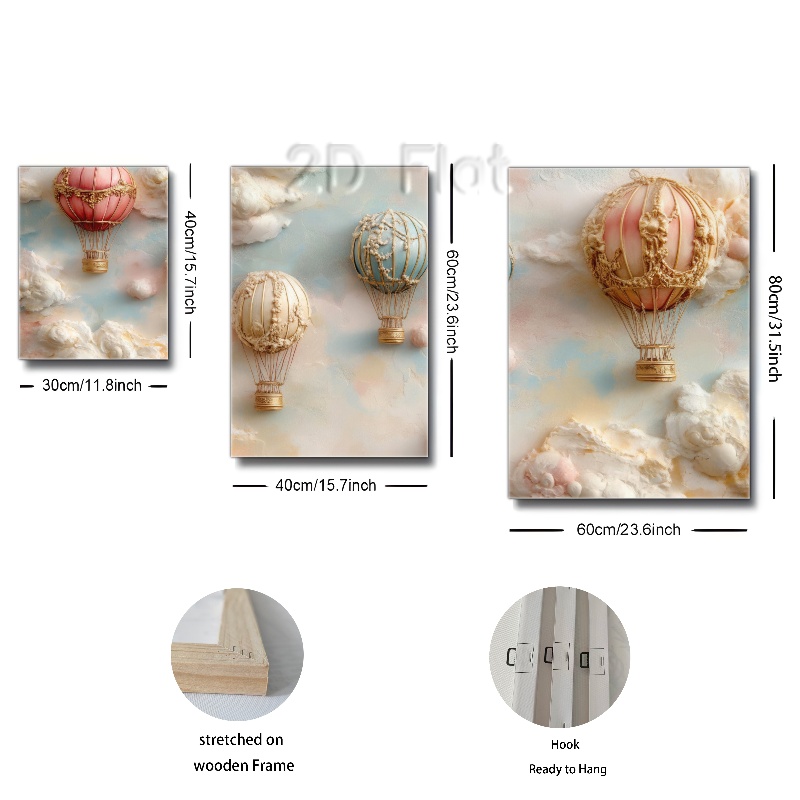 2D Flat
40cm/15.7inch
30cm/11.8inch
60cm/23.6inch
40cm/15.7inch
80cm/31.5inch
60cm/23.6inch
stretched on
wooden Frame
Hook
Ready to Hang